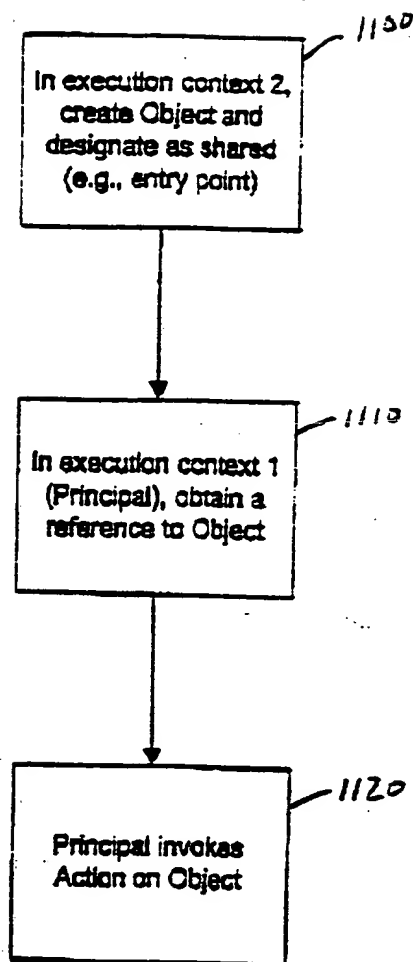 In execution context 2,
create Object and
designate as shared
(e.g., entry point)
1110
In execution context 1
(Principal), obtain a
reference to Object
1120
Principal invokes
Action on Object